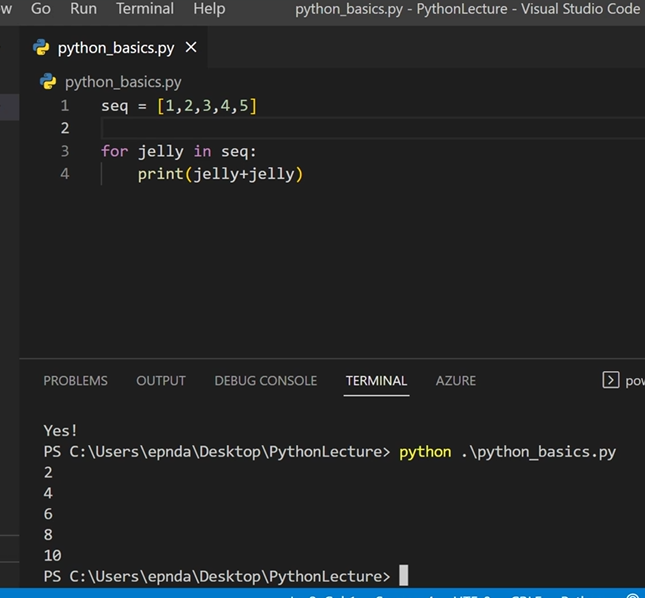 Go Run Terminal Help python_basics.py - PythonLecture - Visual Studio Code
python_basics.py
python_basics.py
1 seq = [1,2,3,4,5]
2
3 for jelly in seq:
4 print(jelly+jelly)
PROBLEMS OUTPUT DEBUG CONSOLE TERMINAL AZURE
Yes!
PS C:\Users\epnda\Desktop\PythonLecture> python .\python_basics.py
2
4
6
8
10
PS C:\Users\epnda\Desktop\PythonLecture>